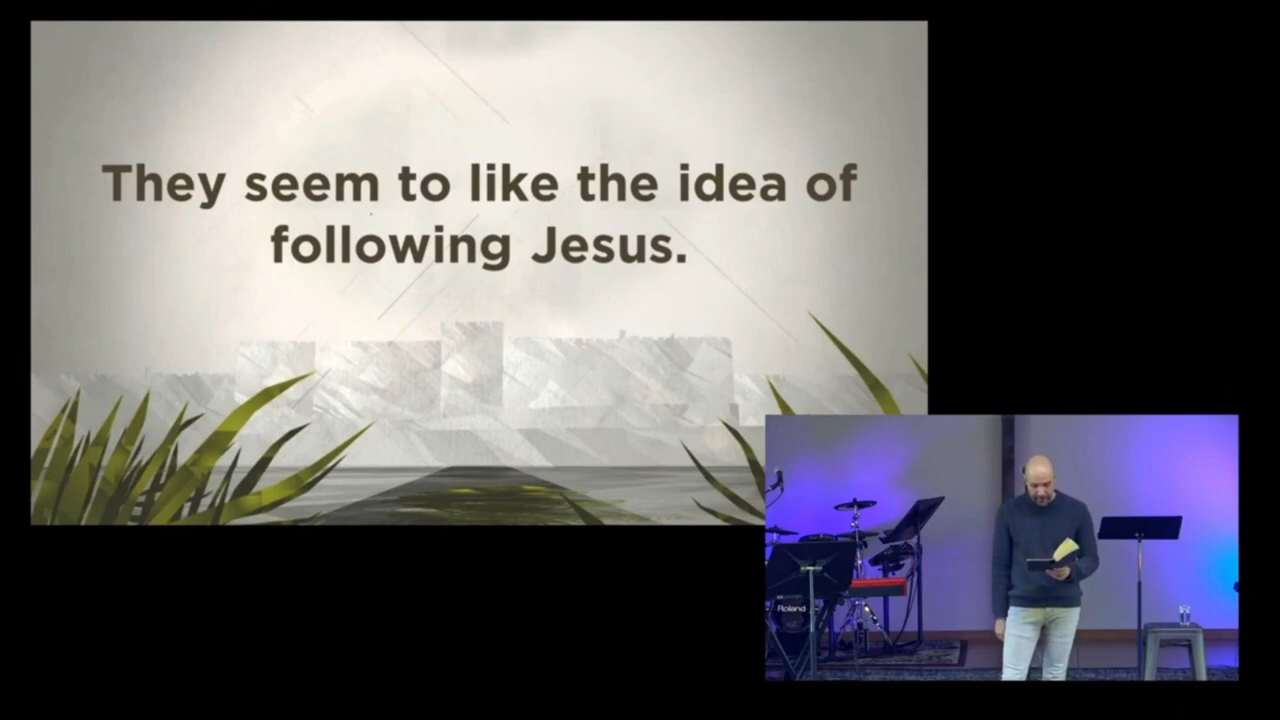 They seem to like the idea of
following Jesus.
Roland